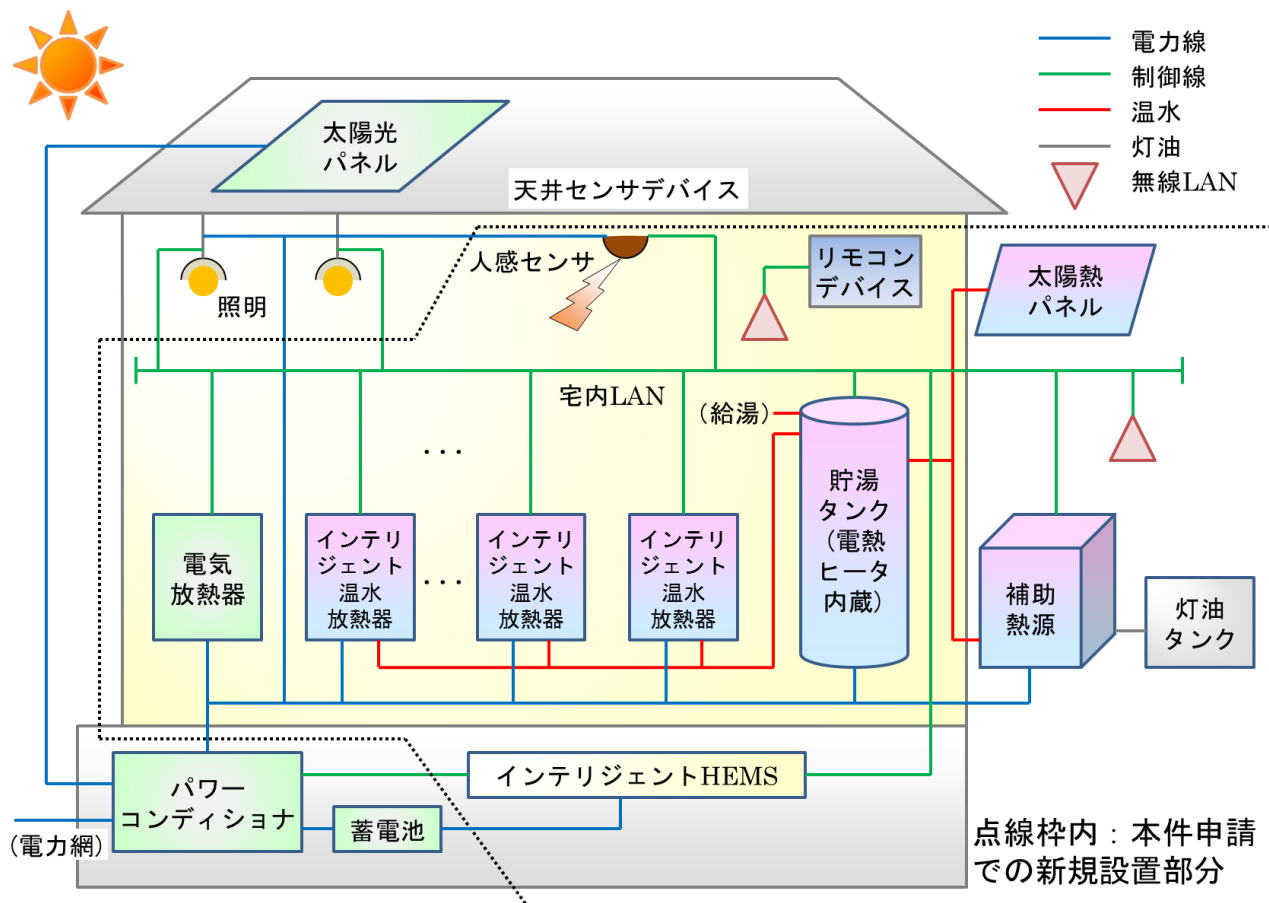 電力線
制御線
温水
灯油
無線LAN
太陽光
パネル
天井センサデバイス
人感センサ
照明
リモコン
デバイス
太陽熱
パネル
宅内LAN
(給湯)
・・・
貯湯
タンク
(電熱
ヒータ
内蔵)
電気
放熱器
インテリ
ジェント
温水
放熱器
・・・
インテリ
ジェント
温水
放熱器
インテリ
ジェント
温水
放熱器
補助
熱源
灯油
タンク
パワー
コンディショナ
インテリジェントHEMS
蓄電池
(電力網)
点線枠内：本件申請
での新規設置部分